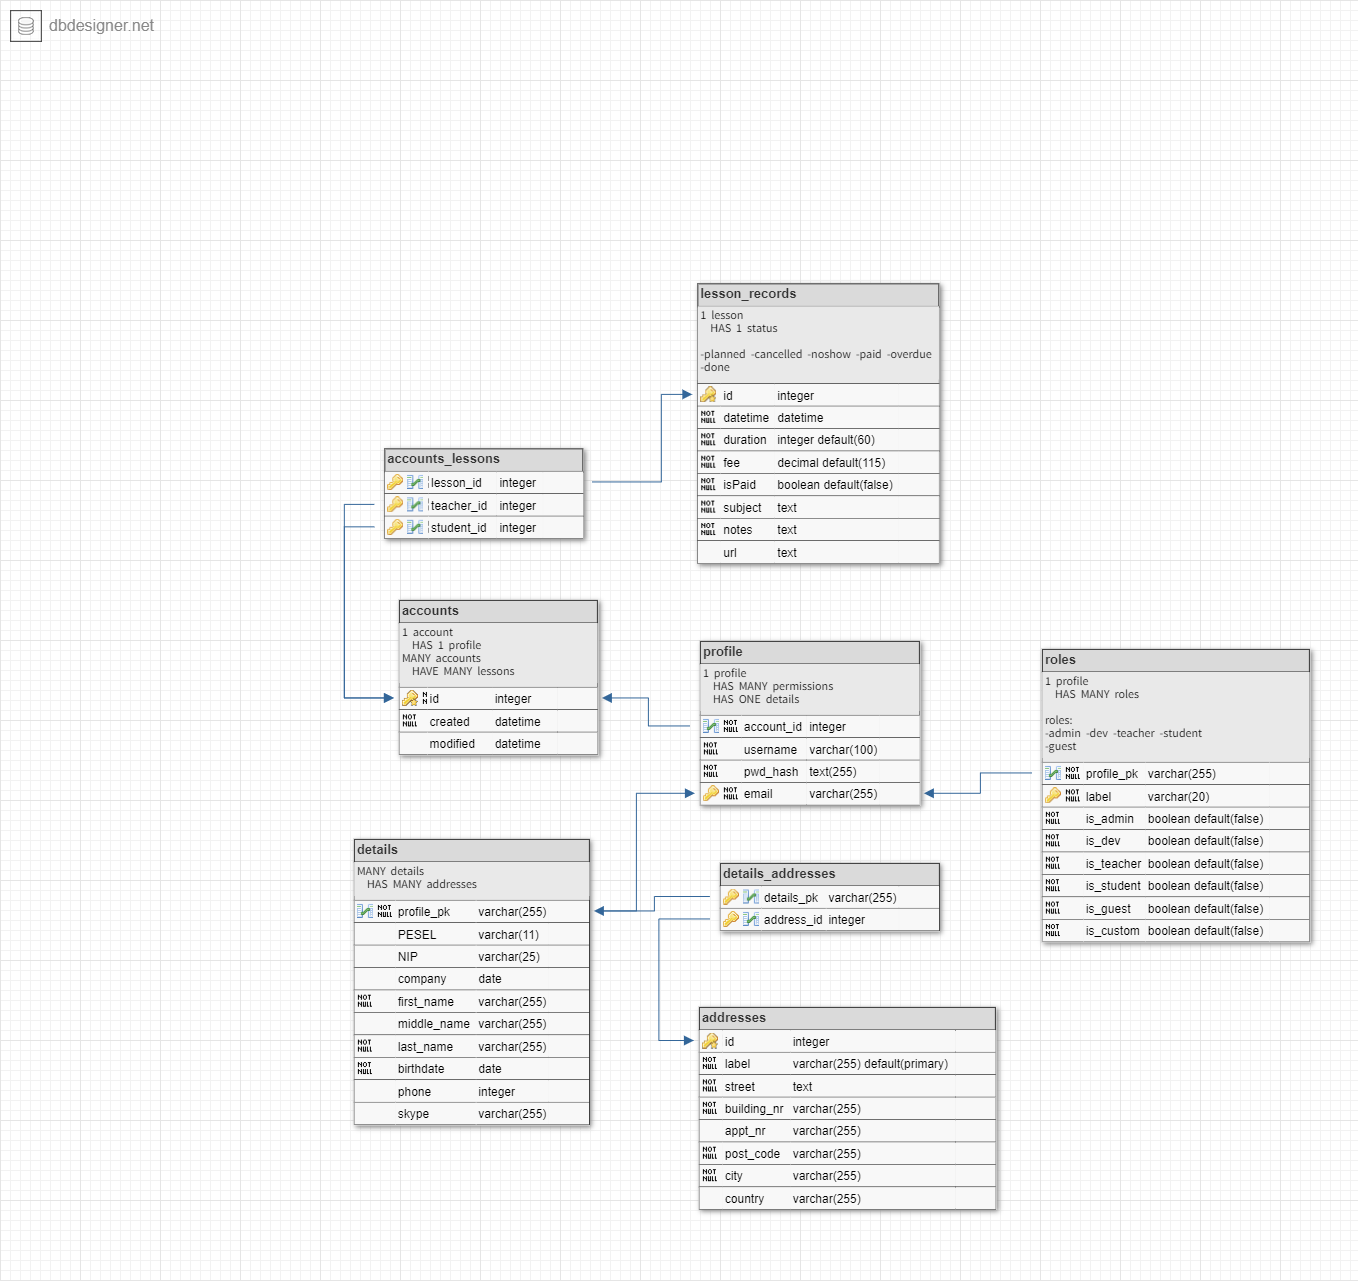 dbdesigner.net
lesson_records
1 lesson
HAS 1 status
-planned -cancelled -noshow -paid -overdue
-done
id integer
NOT NULL datetime datetime
NOT NULL duration integer default(60)
NOT NULL fee decimal default(115)
NOT NULL isPaid boolean default(false)
NOT NULL subject text
NOT NULL notes text
url text
accounts_lessons
lesson_id integer
teacher_id integer
student_id integer
accounts
1 account
HAS 1 profile
MANY accounts
HAVE MANY lessons
N N id integer
NOT NULL created datetime
modified datetime
profile
1 profile
HAS MANY permissions
HAS ONE details
NOT NULL account_id integer
NOT NULL username varchar(100)
NOT NULL pwd_hash text(255)
NOT NULL email varchar(255)
roles
1 profile
HAS MANY roles
roles:
-admin -dev -teacher -student
-guest
NOT NULL profile_pk varchar(255)
NOT NULL label varchar(20)
NOT NULL is_admin boolean default(false)
NOT NULL is_dev boolean default(false)
NOT NULL is_teacher boolean default(false)
NOT NULL is_student boolean default(false)
NOT NULL is_guest boolean default(false)
NOT NULL is_custom boolean default(false)
details
MANY details
HAS MANY addresses
NOT NULL profile_pk varchar(255)
PESEL varchar(11)
NIP varchar(25)
company date
NOT NULL first_name varchar(255)
middle_name varchar(255)
NOT NULL last_name varchar(255)
NOT NULL birthdate date
phone integer
skype varchar(255)
details_addresses
details_pk varchar(255)
address_id integer
addresses
id integer
NOT NULL label varchar(255) default(primary)
NOT NULL street text
NOT NULL building_nr varchar(255)
appt_nr varchar(255)
NOT NULL post_code varchar(255)
NOT NULL city varchar(255)
country varchar(255)